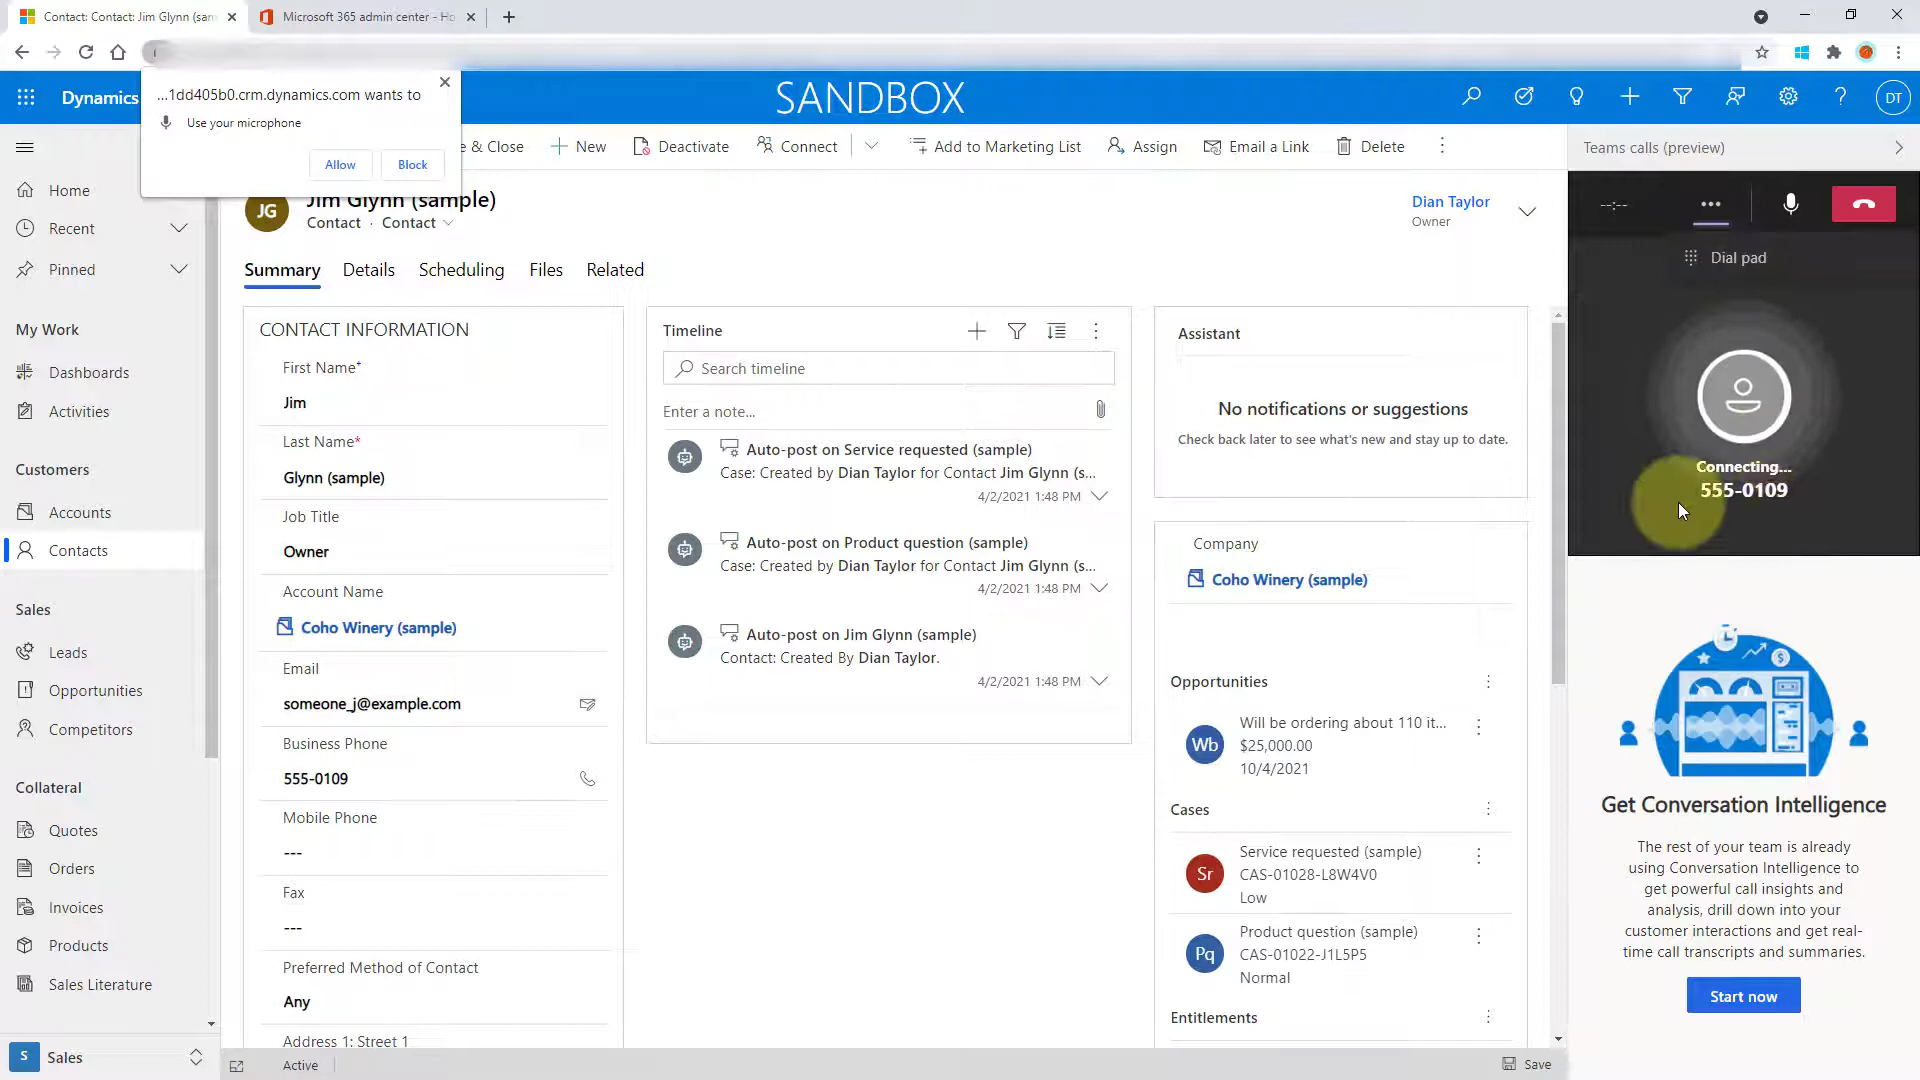 Contact: Contact: Jim Glynn (sam
Microsoft 365 admin center - Ho
...1dd405b0.crm.dynamics.com wants to
Use your microphone
Allow
Block
Dynamics
SANDBOX
DT
e & Close
New
Deactivate
Connect
Add to Marketing List
Assign
Email a Link
Delete
Teams calls (preview)
Home
Recent
Pinned
My Work
Dashboards
Activities
Customers
Accounts
Contacts
Sales
Leads
Opportunities
Competitors
Collateral
Quotes
Orders
Invoices
Products
Sales Literature
S
Sales
JG
Jim Glynn (sample)
Contact · Contact
Dian Taylor
Owner
Summary
Details
Scheduling
Files
Related
CONTACT INFORMATION
First Name*
Jim
Last Name*
Glynn (sample)
Job Title
Owner
Account Name
Coho Winery (sample)
Email
someone_j@example.com
Business Phone
555-0109
Mobile Phone
---
Fax
---
Preferred Method of Contact
Any
Address 1: Street 1
Timeline
Search timeline
Enter a note...
Auto-post on Service requested (sample)
Case: Created by Dian Taylor for Contact Jim Glynn (s...
4/2/2021 1:48 PM
Auto-post on Product question (sample)
Case: Created by Dian Taylor for Contact Jim Glynn (s...
4/2/2021 1:48 PM
Auto-post on Jim Glynn (sample)
Contact: Created By Dian Taylor.
4/2/2021 1:48 PM
Assistant
No notifications or suggestions
Check back later to see what's new and stay up to date.
Company
Coho Winery (sample)
Opportunities
Wb
Will be ordering about 110 it...
$25,000.00
10/4/2021
Cases
Sr
Service requested (sample)
CAS-01028-L8W4V0
Low
Pq
Product question (sample)
CAS-01022-J1L5P5
Normal
Entitlements
--:--
Dial pad
Connecting...
555-0109
Get Conversation Intelligence
The rest of your team is already
using Conversation Intelligence to
get powerful call insights and
analysis, drill down into your
customer interactions and get real-
time call transcripts and summaries.
Start now
Active
Save